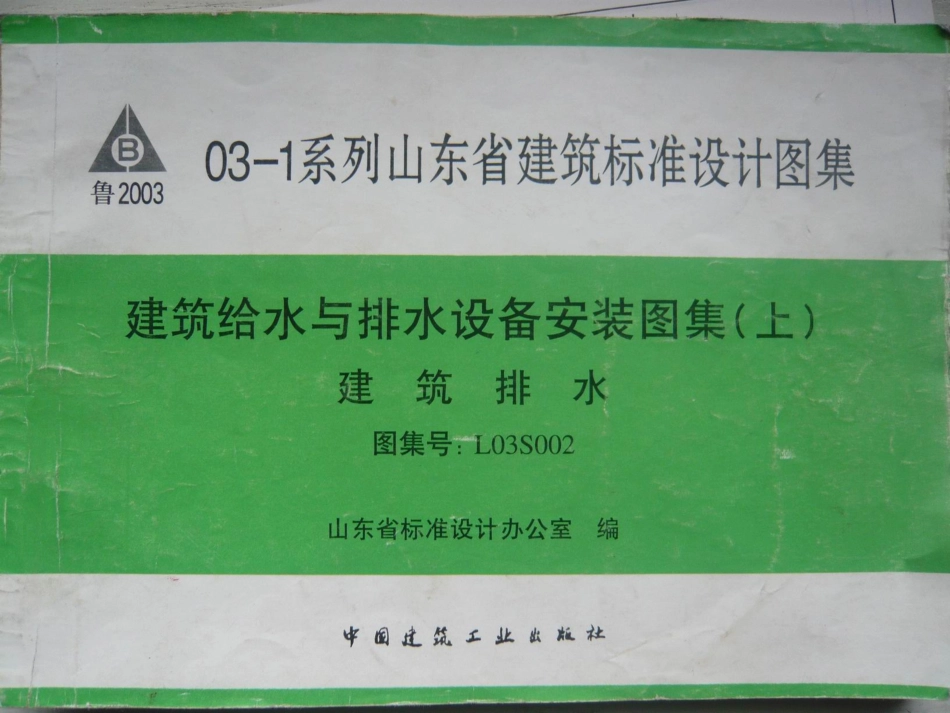 B
鲁2003
03-1系列山东省建筑标准设计图集
建筑给水与排水设备安装图集(上)
建筑排水
图集号: L03S002
山东省标准设计办公室 编
中国建筑工业出版社